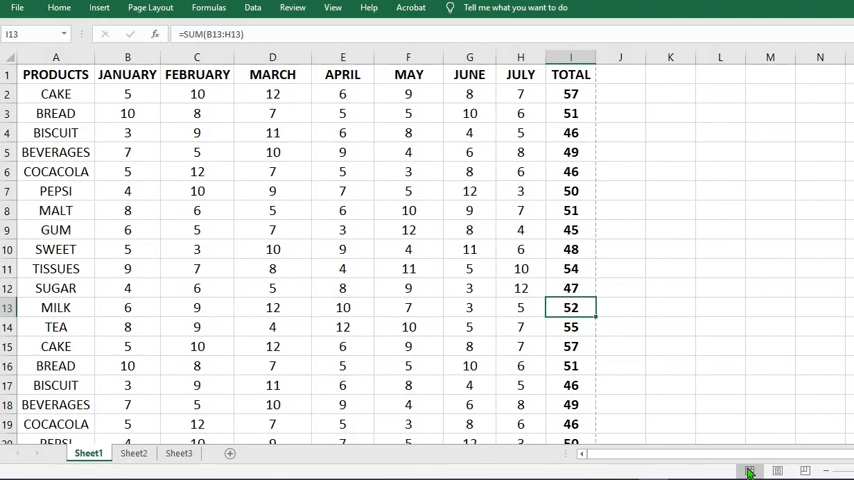 File Home Insert Page Layout Formulas Data Review View Help Acrobat Tell me what you want to do
I13 fx =SUM(B13:H13)
A B C D E F G H I J K L M N
1 PRODUCTS JANUARY FEBRUARY MARCH APRIL MAY JUNE JULY TOTAL
2 CAKE 5 10 12 6 9 8 7 57
3 BREAD 10 8 7 5 5 10 6 51
4 BISCUIT 3 9 11 6 8 4 5 46
5 BEVERAGES 7 5 10 9 4 6 8 49
6 COCACOLA 5 12 7 5 3 8 6 46
7 PEPSI 4 10 9 7 5 12 3 50
8 MALT 8 6 5 6 10 9 7 51
9 GUM 6 5 7 3 12 8 4 45
10 SWEET 5 3 10 9 4 11 6 48
11 TISSUES 9 7 8 4 11 5 10 54
12 SUGAR 4 6 5 8 9 3 12 47
13 MILK 6 9 12 10 7 3 5 52
14 TEA 8 9 4 12 10 5 7 55
15 CAKE 5 10 12 6 9 8 7 57
16 BREAD 10 8 7 5 5 10 6 51
17 BISCUIT 3 9 11 6 8 4 5 46
18 BEVERAGES 7 5 10 9 4 6 8 49
19 COCACOLA 5 12 7 5 3 8 6 46
20 PEPSI 4 10 9 7 5 12 3 50
Sheet1 Sheet2 Sheet3